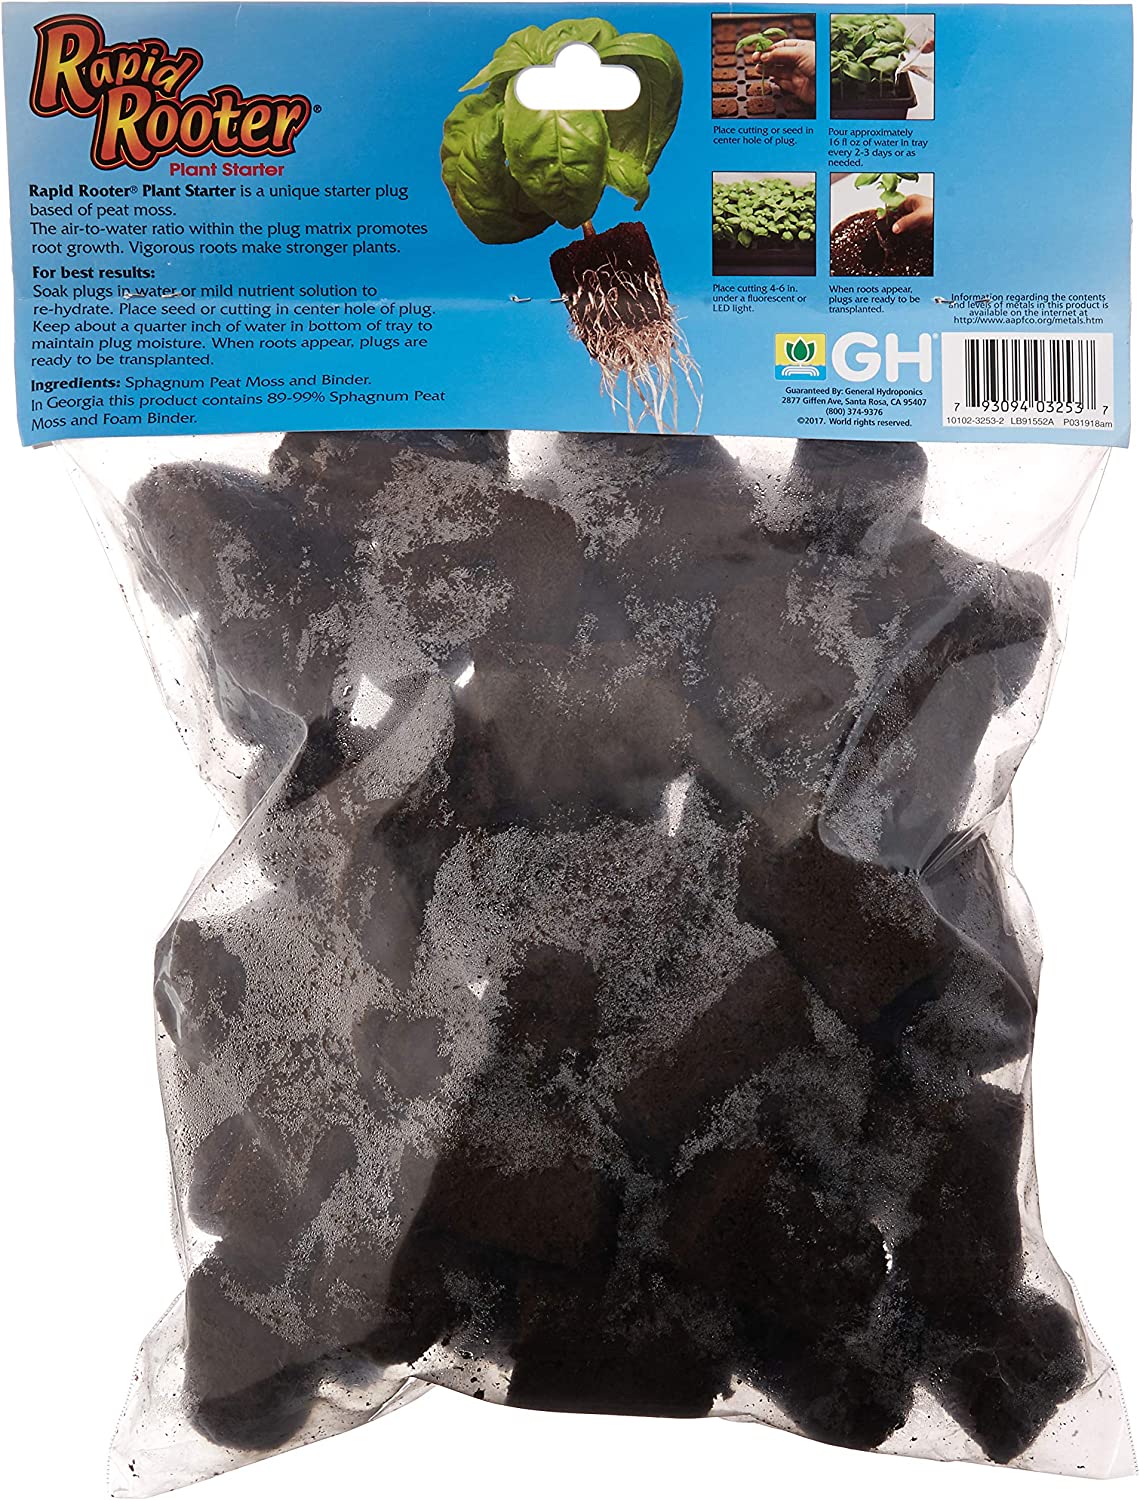 Rapid
Rooter®
Plant Starter
Rapid Rooter® Plant Starter is a unique starter plug
based of peat moss.
The air-to-water ratio within the plug matrix promotes
root growth. Vigorous roots make stronger plants.
For best results:
Soak plugs in water or mild nutrient solution to
re-hydrate. Place seed or cutting in center hole of plug.
Keep about a quarter inch of water in bottom of tray to
maintain plug moisture. When roots appear, plugs are
ready to be transplanted.
Ingredients: Sphagnum Peat Moss and Binder.
In Georgia this product contains 89-99% Sphagnum Peat
Moss and Foam Binder.
Place cutting or seed in
center hole of plug.
Pour approximately
16 fl oz of water in tray
every 2-3 days or as
needed.
Place cutting 4-6 in.
under a fluorescent or
LED light.
When roots appear,
plugs are ready to be
transplanted.
Information regarding the contents
and levels of metals in this product is
available on the internet at
http://www.aapfco.org/metals.htm
GH®
Guaranteed By: General Hydroponics
2877 Giffen Ave, Santa Rosa, CA 95407
(800) 374-9376
©2017. World rights reserved.
7 93094 03253 7
10102-3253-2 LB91552A P031918am